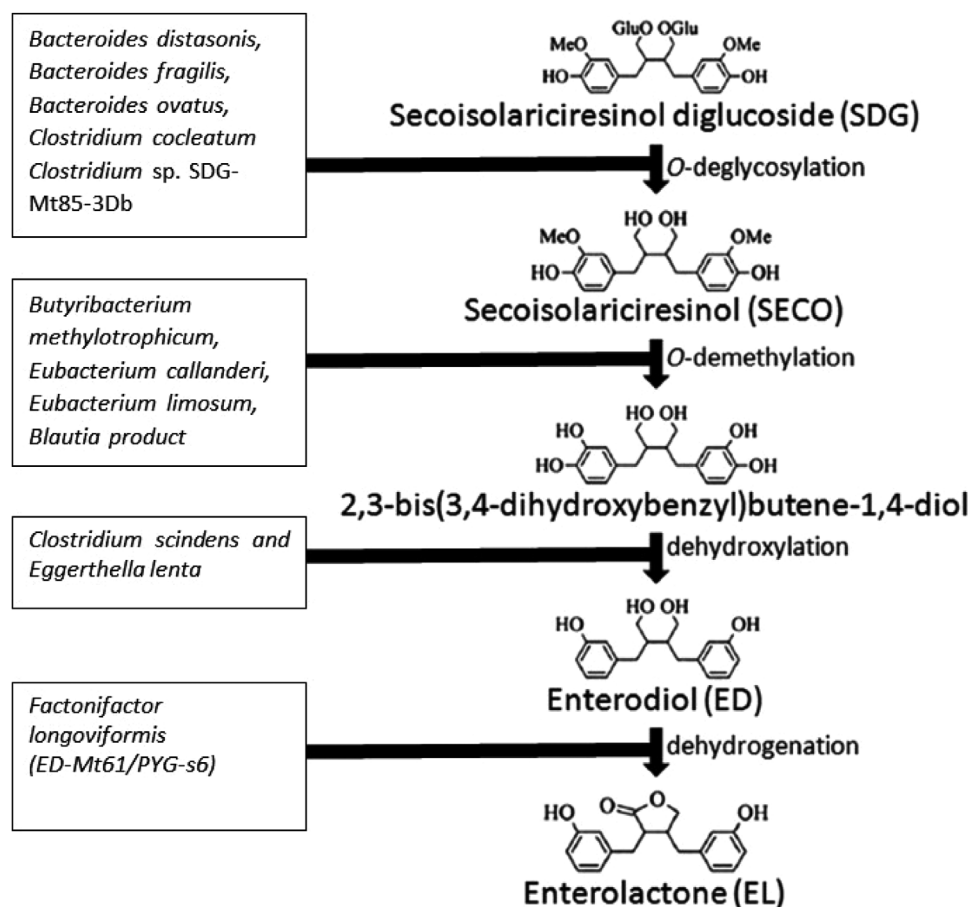 Bacteroides distasonis,
Bacteroides fragilis,
Bacteroides ovatus,
Clostridium cocleatum
Clostridium sp. SDG-
Mt85-3Db
GluO OGlu
MeO OMe
HO OH
Secoisolariciresinol diglucoside (SDG)
O-deglycosylation
HO OH
MeO OMe
HO OH
Secoisolariciresinol (SECO)
Butyribacterium
methylotrophicum,
Eubacterium callanderi,
Eubacterium limosum,
Blautia product
O-demethylation
HO OH
HO OH
HO OH
2,3-bis(3,4-dihydroxybenzyl)butene-1,4-diol
Clostridium scindens and
Eggerthella lenta
dehydroxylation
HO OH
HO OH
Enterodiol (ED)
Factonifactor
longoviformis
(ED-Mt61/PYG-s6)
dehydrogenation
HO O O OH
Enterolactone (EL)